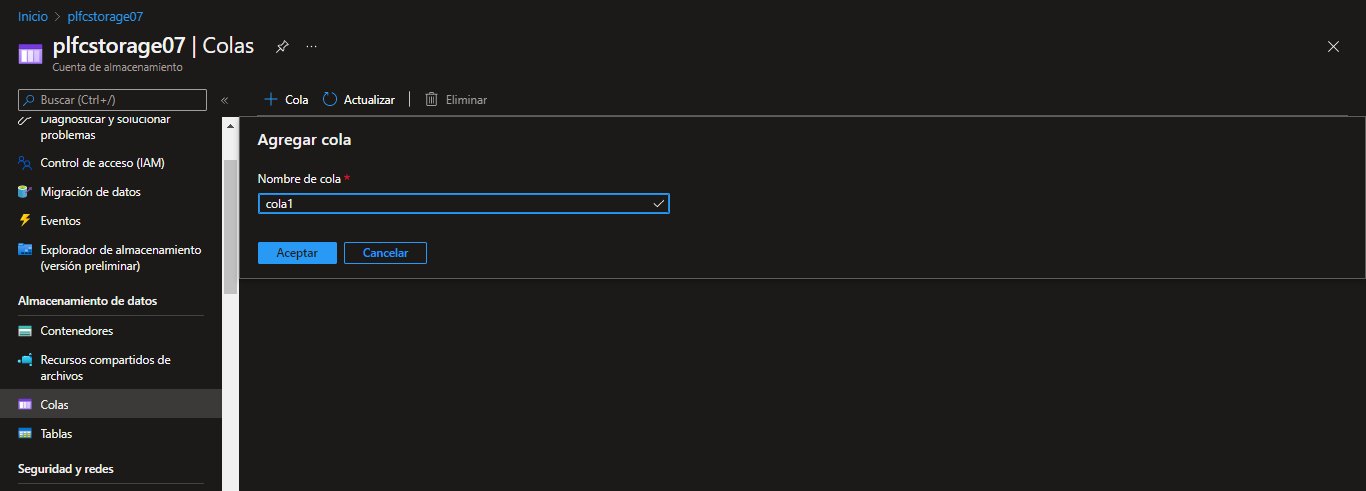 Inicio > plfcstorage07
plfcstorage07 | Colas ...
Cuenta de almacenamiento
Buscar (Ctrl+/)
«
+ Cola
Actualizar
Eliminar
Diagnosticar y solucionar
problemas
Control de acceso (IAM)
Migración de datos
Eventos
Explorador de almacenamiento
(versión preliminar)
Almacenamiento de datos
Contenedores
Recursos compartidos de
archivos
Colas
Tablas
Seguridad y redes
Agregar cola
Nombre de cola *
cola1
Aceptar
Cancelar